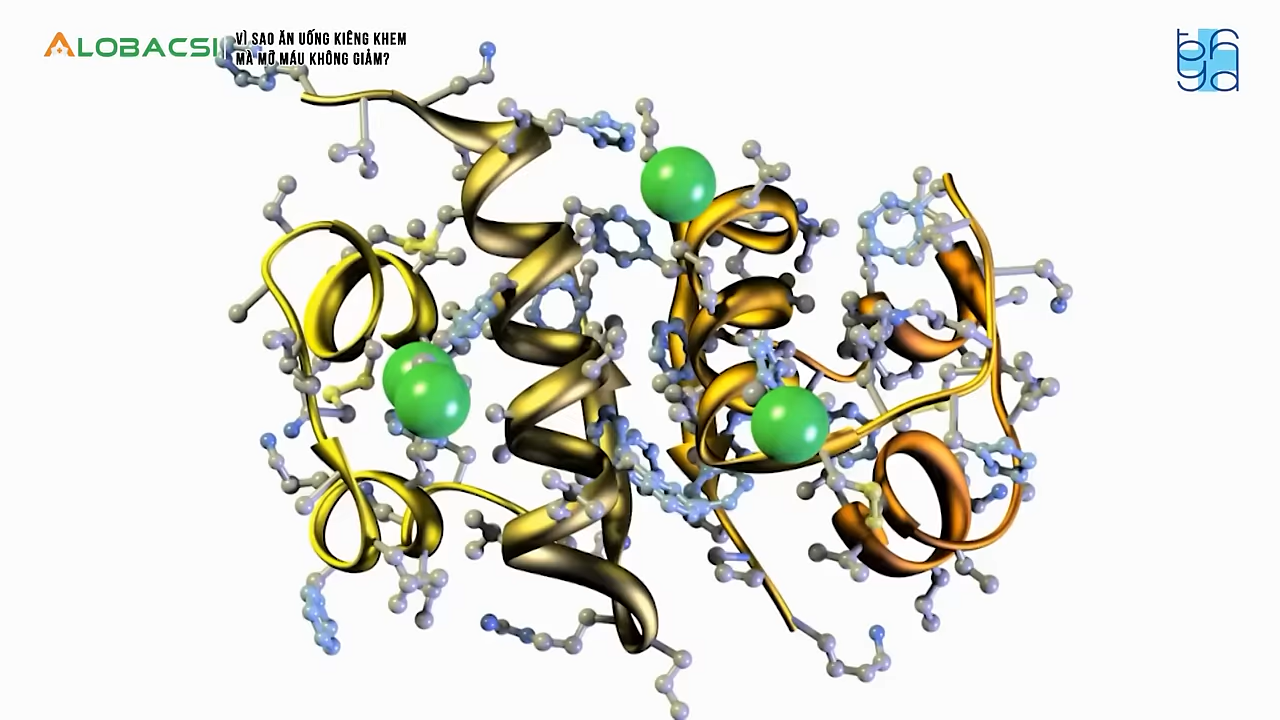 ALOBACSI
VÌ SAO ĂN UỐNG KIÊNG KHEM
MÀ MỠ MÁU KHÔNG GIẢM?